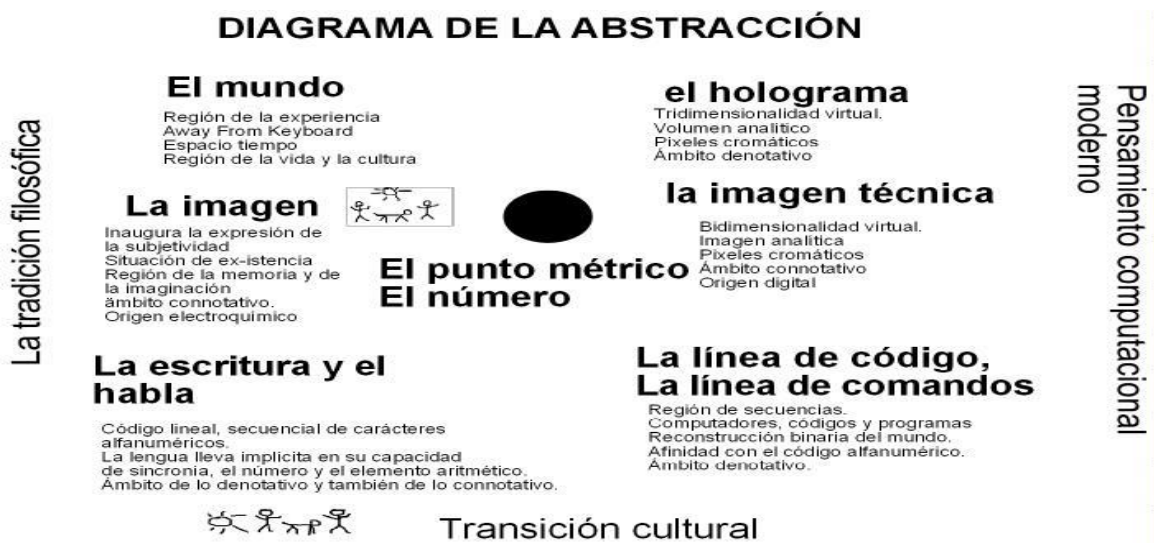 DIAGRAMA DE LA ABSTRACCIÓN
La tradición filosófica
El mundo
Región de la experiencia
Away From Keyboard
Espacio tiempo
Región de la vida y la cultura
La imagen
Inaugura la expresión de
la subjetividad
Situación de ex-istencia
Región de la memoria y de
la imaginación
ämbito connotativo.
Origen electroquímico
La escritura y el
habla
Código lineal, secuencial de carácteres
alfanuméricos.
La lengua lleva implícita en su capacidad
de sincronía, el número y el elemento aritmético.
Ámbito de lo denotativo y también de lo connotativo.
El punto métrico
El número
el holograma
Tridimensionalidad virtual.
Volumen analítico
Pixeles cromáticos
Ámbito denotativo
la imagen técnica
Bidimensionalidad virtual.
Imagen analítica
Pixeles cromáticos
Ámbito connotativo
Origen digital
La línea de código,
La línea de comandos
Región de secuencias.
Computadores, códigos y programas
Reconstrucción binaria del mundo.
Afinidad con el código alfanumérico.
Ámbito denotativo.
Pensamiento computacional
moderno
Transición cultural